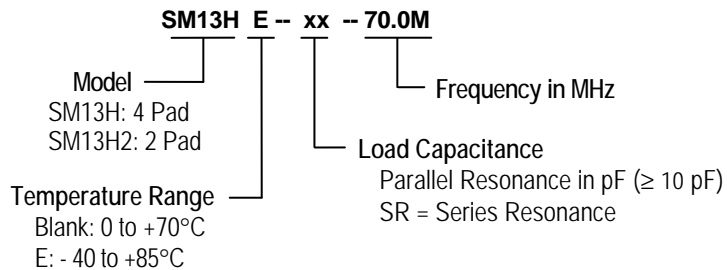 SM13H E -- xx -- 70.0M
Model
SM13H: 4 Pad
SM13H2: 2 Pad
Frequency in MHz
Load Capacitance
Parallel Resonance in pF (≥ 10 pF)
SR = Series Resonance
Temperature Range
Blank: 0 to +70°C
E: - 40 to +85°C